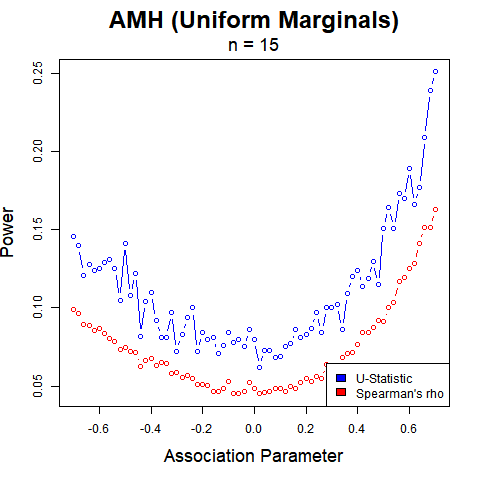 AMH (Uniform Marginals)
n = 15
Power
0.25
0.20
0.15
0.10
0.05
-0.6 -0.4 -0.2 0.0 0.2 0.4 0.6
Association Parameter
U-Statistic
Spearman's rho